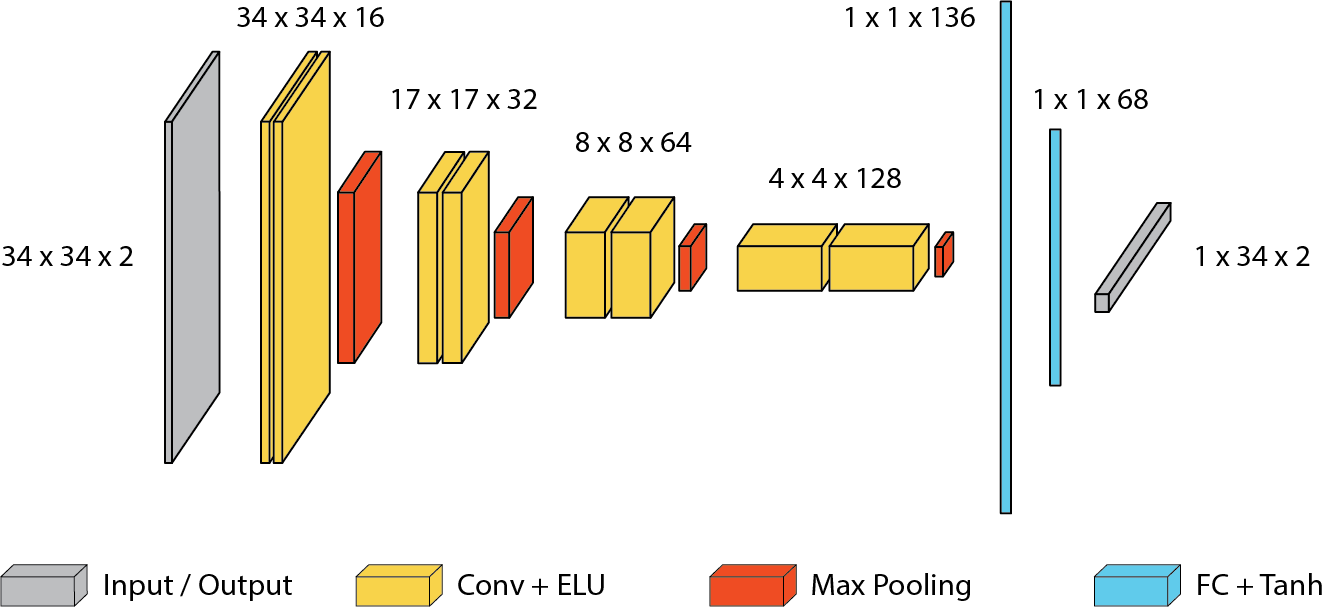 34 x 34 x 16
1 x 1 x 136
17 x 17 x 32
1 x 1 x 68
8 x 8 x 64
4 x 4 x 128
34 x 34 x 2
1 x 34 x 2
Input / Output
Conv + ELU
Max Pooling
FC + Tanh